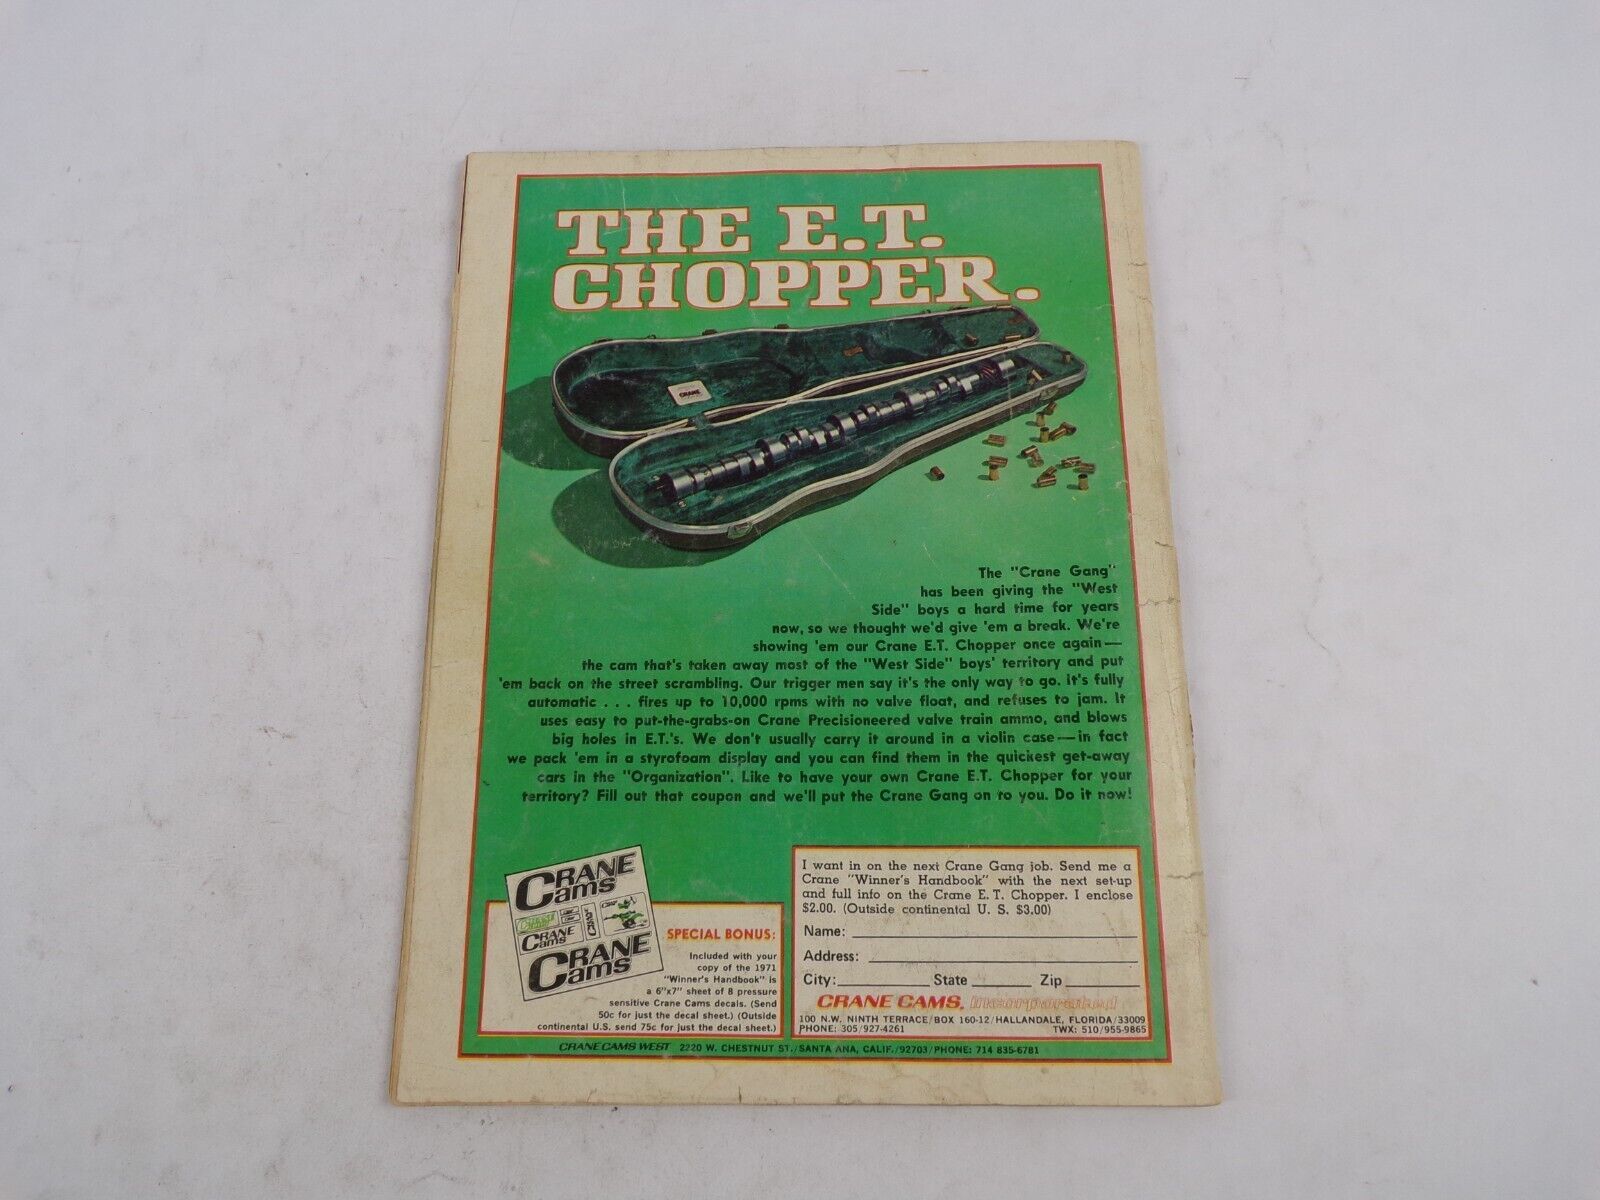 THE E.T.
CHOPPER.
CRANE
The "Crane Gang"
has been giving the "West
Side" boys a hard time for years
now, so we thought we'd give 'em a break. We're
showing 'em our Crane E.T. Chopper once again—
the cam that's taken away most of the "West Side" boys' territory and put
'em back on the street scrambling. Our trigger men say it's the only way to go. It's fully
automatic . . . fires up to 10,000 rpms with no valve float, and refuses to jam. It
uses easy to put-the-grabs-on Crane Precisioneered valve train ammo, and blows
big holes in E.T.'s. We don't usually carry it around in a violin case—in fact
we pack 'em in a styrofoam display and you can find them in the quickest get-away
cars in the "Organization". Like to have your own Crane E.T. Chopper for your
territory? Fill out that coupon and we'll put the Crane Gang on to you. Do it now!
CRANE
Cams
CRANE
Cams
CRANE
Cams
SPECIAL BONUS:
Included with your
copy of the 1971
"Winner's Handbook" is
a 6"x7" sheet of 8 pressure
sensitive Crane Cams decals. (Send
50c for just the decal sheet.) (Outside
continental U.S. send 75c for just the decal sheet.)
I want in on the next Crane Gang job. Send me a
Crane "Winner's Handbook" with the next set-up
and full info on the Crane E. T. Chopper. I enclose
$2.00. (Outside continental U. S. $3.00)
Name:
Address:
City: State Zip
CRANE CAMS, Incorporated
100 N.W. NINTH TERRACE/BOX 160-12/HALLANDALE, FLORIDA/33009
PHONE: 305/927-4261 TWX: 510/955-9865
CRANE CAMS WEST 2220 W. CHESTNUT ST./SANTA ANA, CALIF./92703/PHONE: 714 835-6781